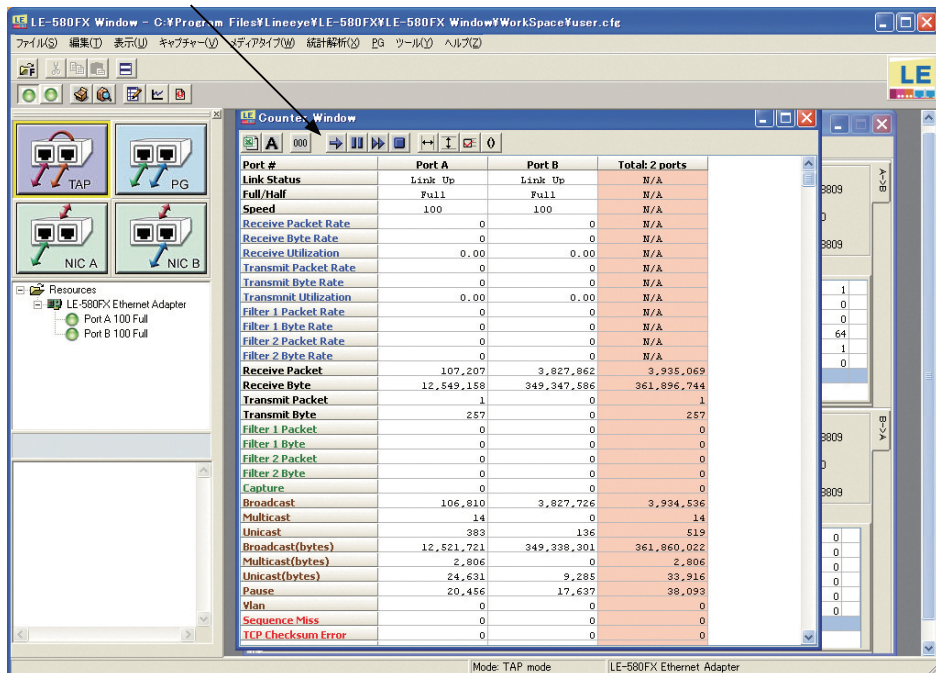 LE-580FX Window - C:¥Program Files¥Lineeye¥LE-580FX¥LE-580FX Window¥WorkSpace¥user.cfg
ファイル(S) 編集(T) 表示(U) キャプチャー(V) メディアタイプ(W) 統計解析(X) PG ツール(Y) ヘルプ(Z)
LE
TAP
PG
NIC A
NIC B
Resources
LE-580FX Ethernet Adapter
Port A 100 Full
Port B 100 Full
Counter Window
A 000
Port # Port A Port B Total: 2 ports
Link Status Link Up Link Up N/A
Full/Half Full Full N/A
Speed 100 100 N/A
Receive Packet Rate 0 0 N/A
Receive Byte Rate 0 0 N/A
Receive Utilization 0.00 0.00 N/A
Transmit Packet Rate 0 0 N/A
Transmit Byte Rate 0 0 N/A
Transmnit Utilization 0.00 0.00 N/A
Filter 1 Packet Rate 0 0 N/A
Filter 1 Byte Rate 0 0 N/A
Filter 2 Packet Rate 0 0 N/A
Filter 2 Byte Rate 0 0 N/A
Receive Packet 107,207 3,827,862 3,935,069
Receive Byte 12,549,158 349,347,586 361,896,744
Transmit Packet 1 0 1
Transmit Byte 257 0 257
Filter 1 Packet 0 0 0
Filter 1 Byte 0 0 0
Filter 2 Packet 0 0 0
Filter 2 Byte 0 0 0
Capture 0 0 0
Broadcast 106,810 3,827,726 3,934,536
Multicast 14 0 14
Unicast 383 136 519
Broadcast(bytes) 12,521,721 349,338,301 361,860,022
Multicast(bytes) 2,806 0 2,806
Unicast(bytes) 24,631 9,285 33,916
Pause 20,456 17,637 38,093
Vlan 0 0 0
Sequence Miss 0 0 0
TCP Checksum Error 0 0 0
A->B
3809
3809
1
0
0
64
1
0
B->A
3809
3809
0
0
0
0
0
0
Mode: TAP mode LE-580FX Ethernet Adapter